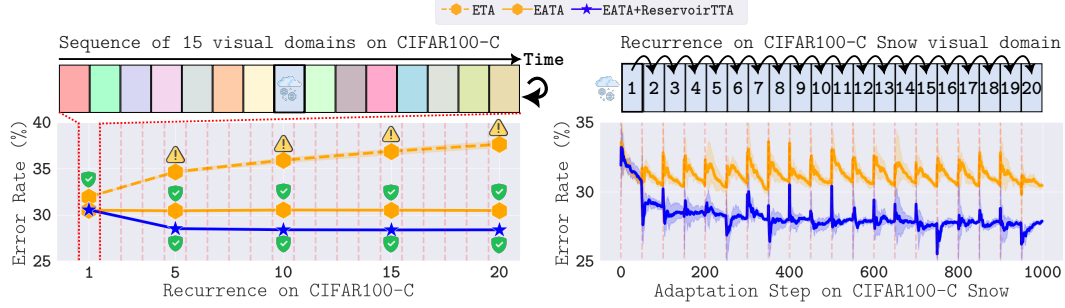 ETA EATA EATA+ReservoirTTA
Sequence of 15 visual domains on CIFAR100-C
Time
Error Rate (%)
40
35
30
25
1 5 10 15 20
Recurrence on CIFAR100-C
Recurrence on CIFAR100-C Snow visual domain
1 2 3 4 5 6 7 8 9 10 11 12 13 14 15 16 17 18 19 20
Error Rate (%)
35
30
25
0 200 400 600 800 1000
Adaptation Step on CIFAR100-C Snow